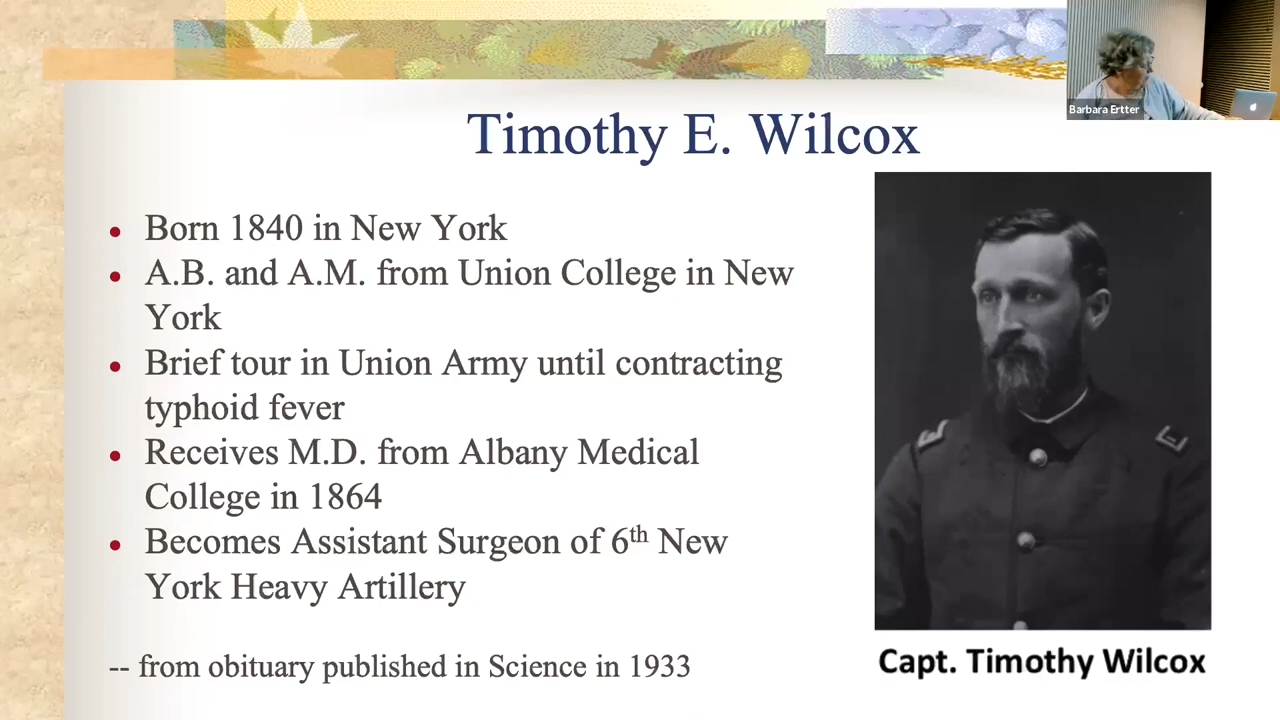 Barbara Ertter
Timothy E. Wilcox
• Born 1840 in New York
• A.B. and A.M. from Union College in New
York
• Brief tour in Union Army until contracting
typhoid fever
• Receives M.D. from Albany Medical
College in 1864
• Becomes Assistant Surgeon of 6th New
York Heavy Artillery
-- from obituary published in Science in 1933
Capt. Timothy Wilcox